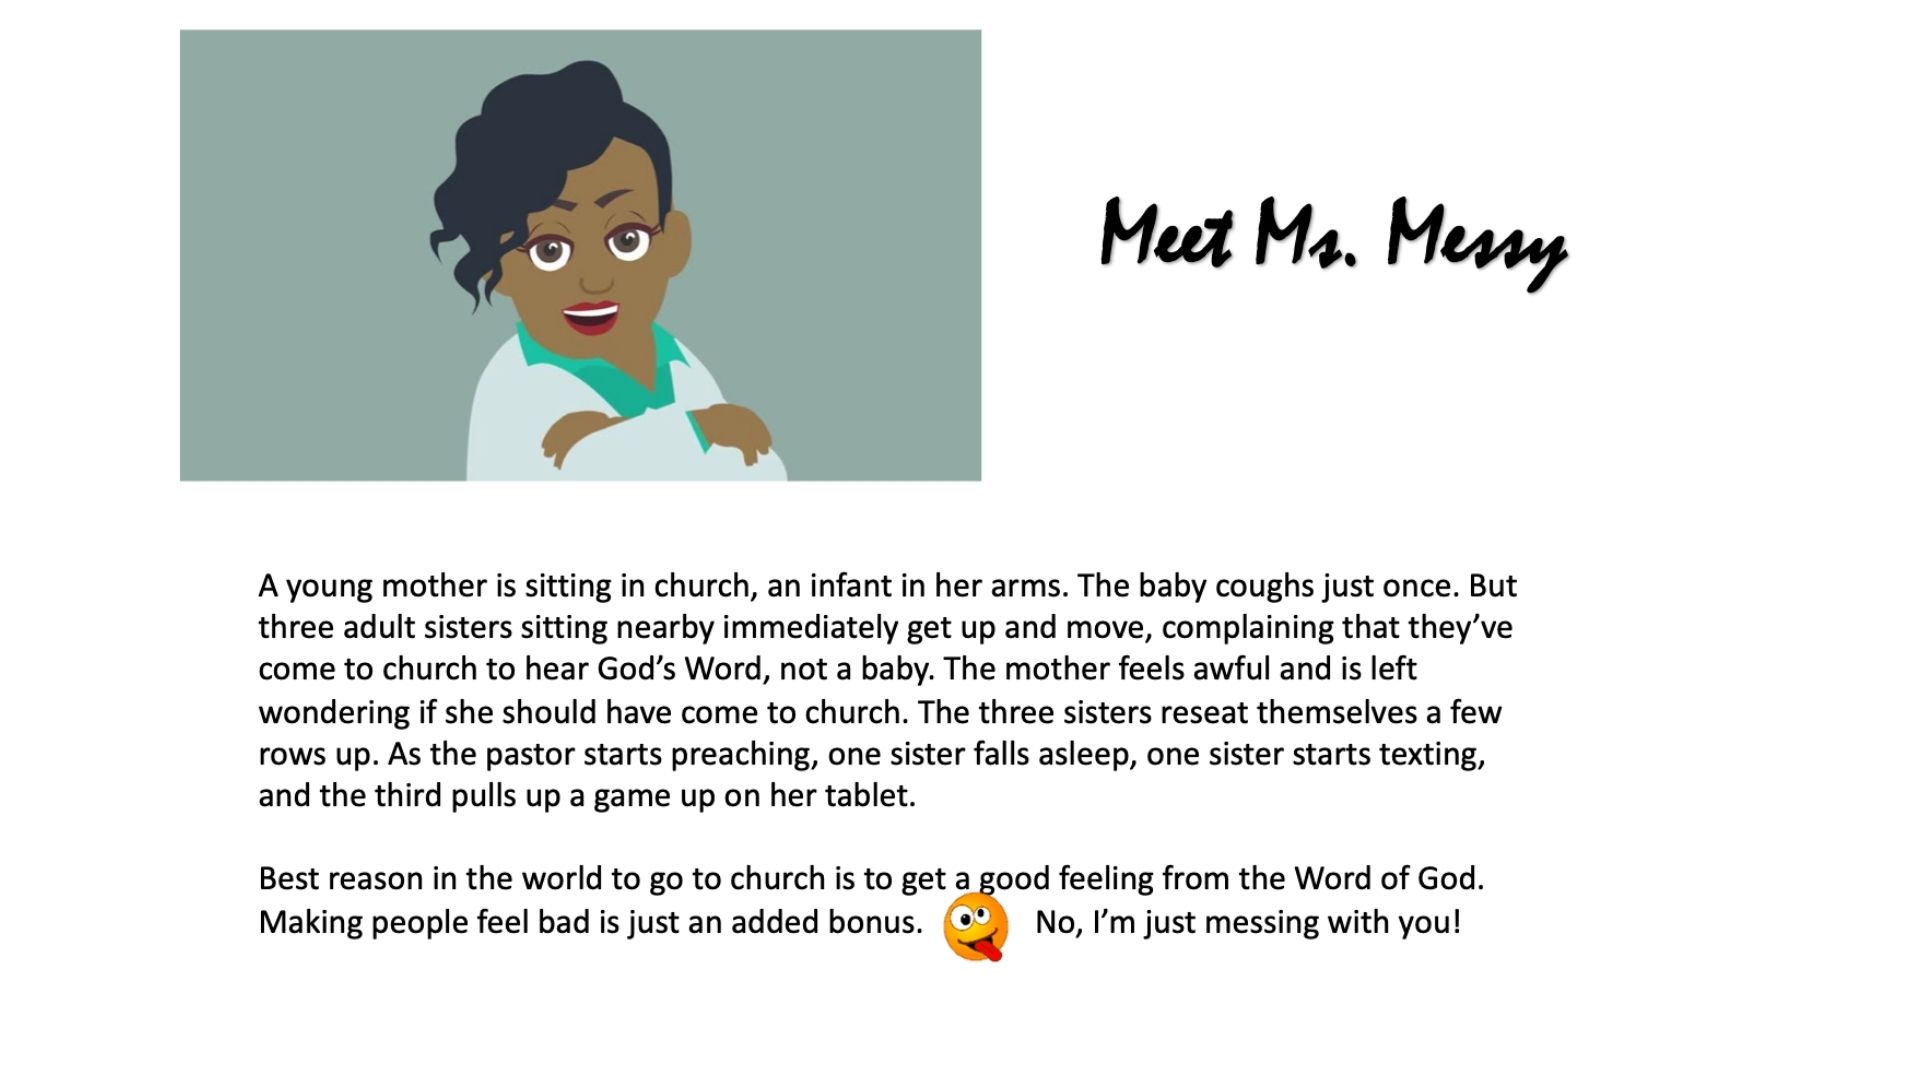 Meet Ms. Messy
A young mother is sitting in church, an infant in her arms. The baby coughs just once. But
three adult sisters sitting nearby immediately get up and move, complaining that they’ve
come to church to hear God’s Word, not a baby. The mother feels awful and is left
wondering if she should have come to church. The three sisters reseat themselves a few
rows up. As the pastor starts preaching, one sister falls asleep, one sister starts texting,
and the third pulls up a game up on her tablet.
Best reason in the world to go to church is to get a good feeling from the Word of God.
Making people feel bad is just an added bonus. No, I’m just messing with you!